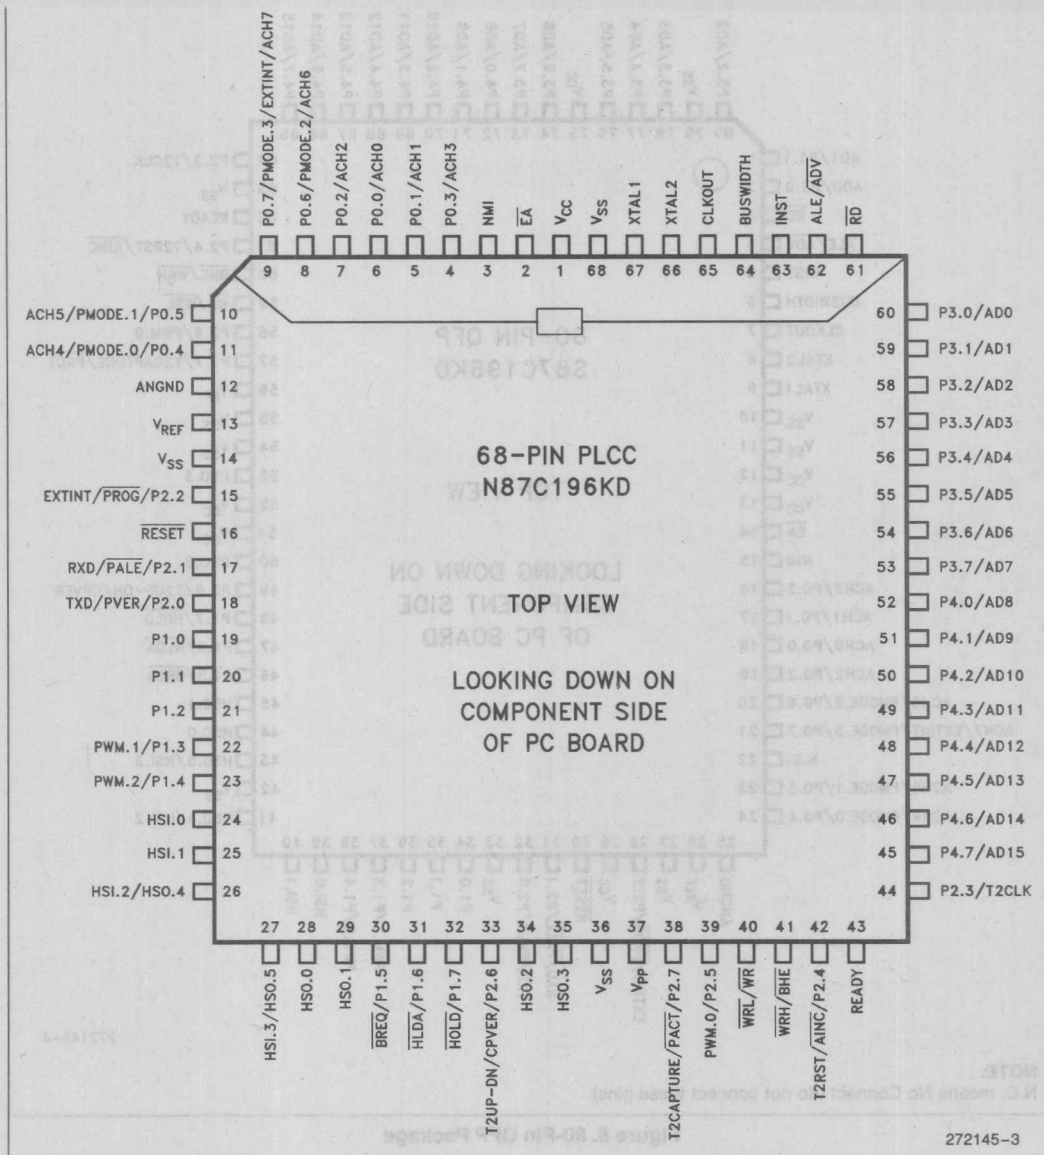 P0.7/PMODE.3/EXTINT/ACH7
P0.6/PMODE.2/ACH6
P0.2/ACH2
P0.0/ACH0
P0.1/ACH1
P0.3/ACH3
NMI
EA
VCC
VSS
XTAL1
XTAL2
CLKOUT
BUSWIDTH
INST
ALE/ADV
RD
9 8 7 6 5 4 3 2 1 68 67 66 65 64 63 62 61
ACH5/PMODE.1/P0.5 10
ACH4/PMODE.0/P0.4 11
ANGND 12
VREF 13
VSS 14
EXTINT/PROG/P2.2 15
RESET 16
RXD/PALE/P2.1 17
TXD/PVER/P2.0 18
P1.0 19
P1.1 20
P1.2 21
PWM.1/P1.3 22
PWM.2/P1.4 23
HSI.0 24
HSI.1 25
HSI.2/HSO.4 26
68-PIN PLCC
N87C196KD
TOP VIEW
LOOKING DOWN ON
COMPONENT SIDE
OF PC BOARD
60 P3.0/AD0
59 P3.1/AD1
58 P3.2/AD2
57 P3.3/AD3
56 P3.4/AD4
55 P3.5/AD5
54 P3.6/AD6
53 P3.7/AD7
52 P4.0/AD8
51 P4.1/AD9
50 P4.2/AD10
49 P4.3/AD11
48 P4.4/AD12
47 P4.5/AD13
46 P4.6/AD14
45 P4.7/AD15
44 P2.3/T2CLK
27 28 29 30 31 32 33 34 35 36 37 38 39 40 41 42 43
HSI.3/HSO.5
HSO.0
HSO.1
BREQ/P1.5
HLDA/P1.6
HOLD/P1.7
T2UP-DN/CPVER/P2.6
HSO.2
HSO.3
VSS
VPP
T2CAPTURE/PACT/P2.7
PWM.0/P2.5
WRL/WR
WRH/BHE
T2RST/AINC/P2.4
READY
272145-3